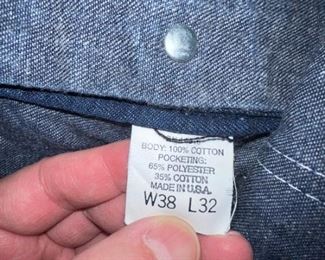 BODY: 100% COTTON
POCKETING:
65% POLYESTER
35% COTTON
MADE IN U.S.A.
W38 L32